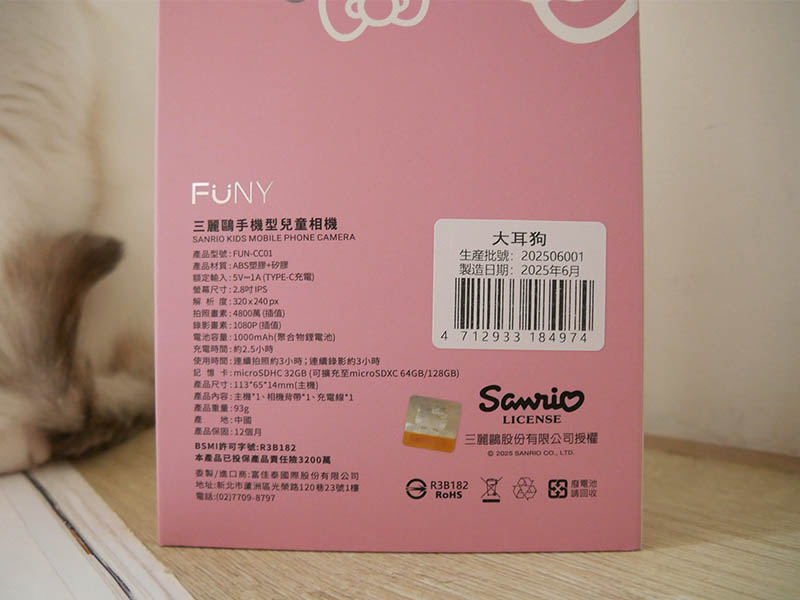 FUNY
三麗鷗手機型兒童相機
SANRIO KIDS MOBILE PHONE CAMERA
產品型號:FUN-CC01
產品材質:ABS塑膠+矽膠
額定輸入:5V⎓1A (TYPE-C充電)
螢幕尺寸:2.8吋 IPS
解析度:320 x 240 px
拍照畫素:4800萬 (插值)
錄影畫素:1080P (插值)
電池容量:1000mAh(聚合物鋰電池)
充電時間:約2.5小時
使用時間:連續拍照約3小時;連續錄影約3小時
記憶卡:microSDHC 32GB (可擴充至microSDXC 64GB/128GB)
產品尺寸:113*65*14mm(主機)
產品內容:主機*1、相機背帶*1、充電線*1
產品重量:93g
產地:中國
產品保固:12個月
BSMI許可字號:R3B182
本產品已投保產品責任險3200萬
委製/進口商:富佳泰國際股份有限公司
地址:新北市蘆洲區光榮路120巷23號1樓
電話:(02)7709-8797
大耳狗
生産批號:202506001
製造日期:2025年6月
4 712933 184974
Sanrio
LICENSE
三麗鷗股份有限公司授權
© 2025 SANRIO CO., LTD.
R3B182
RoHS
廢電池
請回收